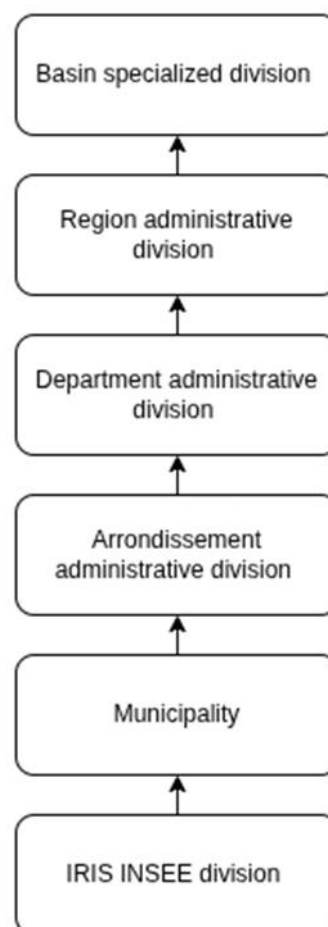 Basin specialized division
Region administrative
division
Department administrative
division
Arrondissement
administrative division
Municipality
IRIS INSEE division